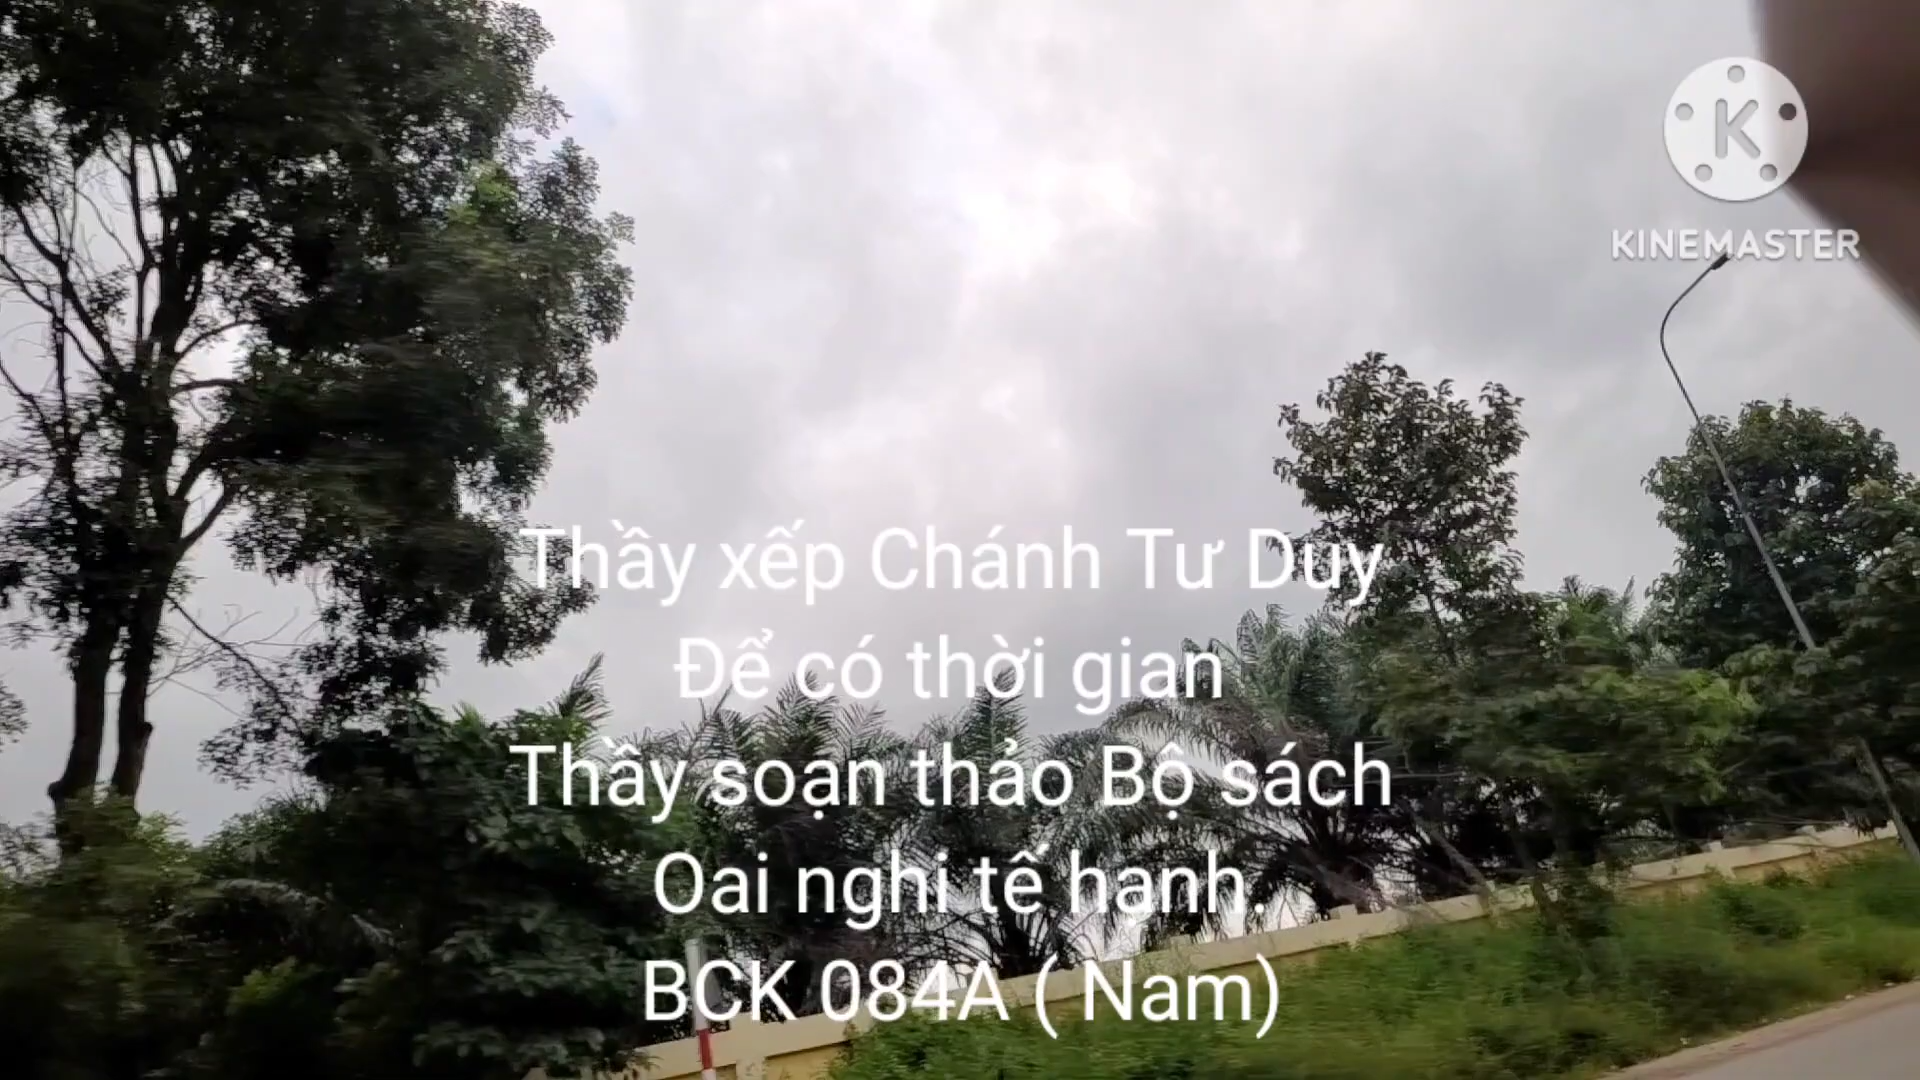 K
KINEMASTER
Thầy xếp Chánh Tư Duy
Để có thời gian
Thầy soạn thảo Bộ sách
Oai nghi tế hạnh.
BCK 084A ( Nam)